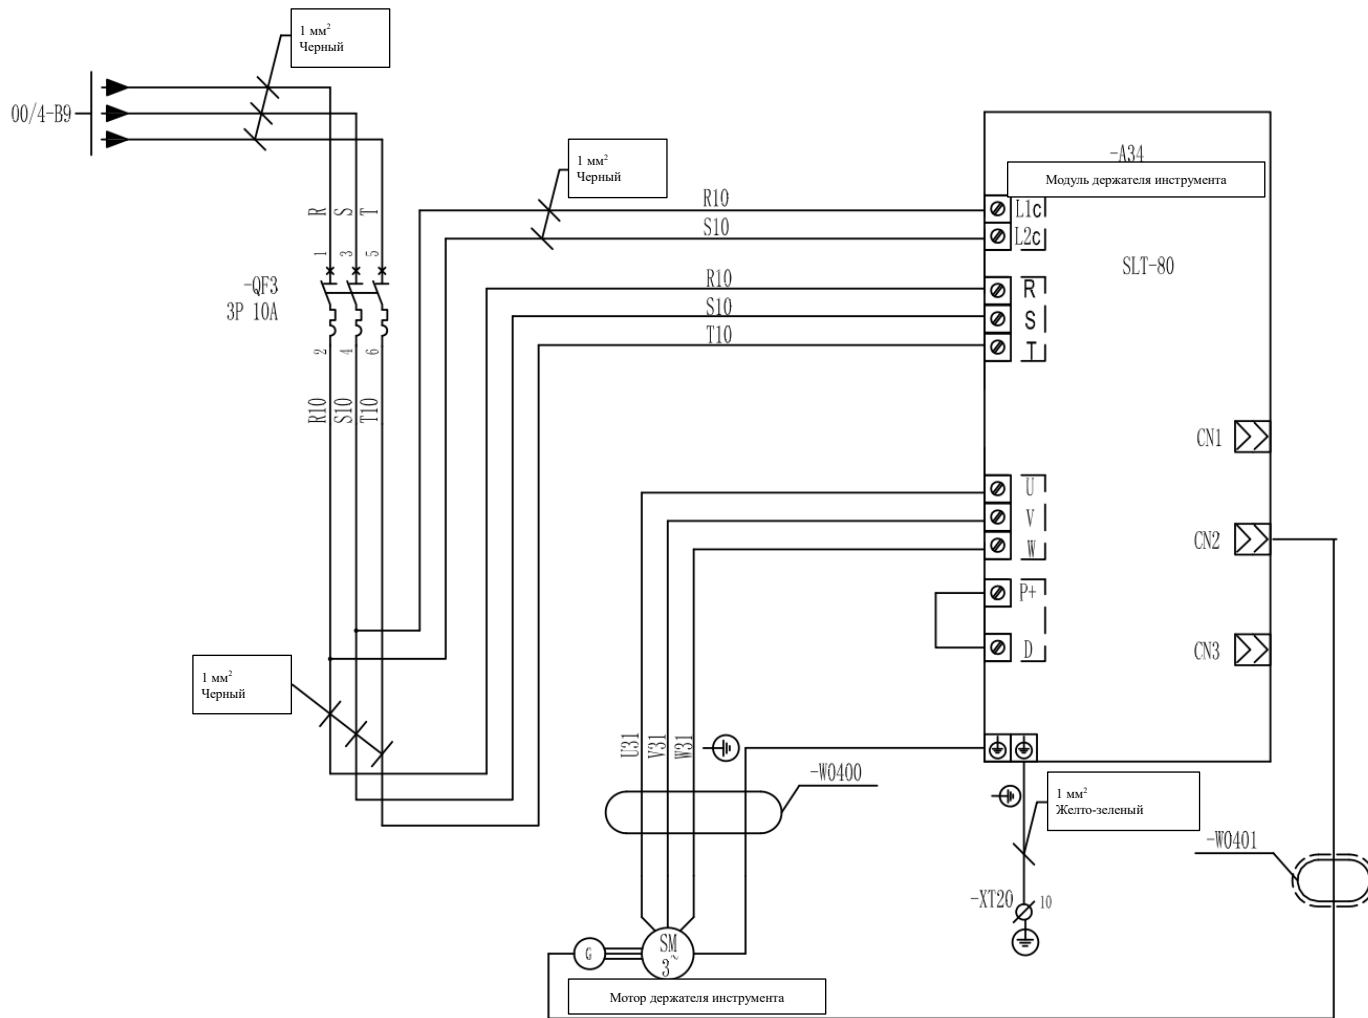 1 мм²
Черный
00/4-B9
1 мм²
Черный
-A34
Модуль держателя инструмента
R10
L1c
S10
L2c
SLT-80
R
S
T
1
3
5
-QF3
3P 10A
R10
R
S10
S
T10
T
2
4
6
R10
S10
T10
CN1
U
V
W
CN2
P+
D
CN3
1 мм²
Черный
U31
V31
W31
-W0400
1 мм²
Желто-зеленый
-W0401
-XT20
10
G
SM
3~
Мотор держателя инструмента